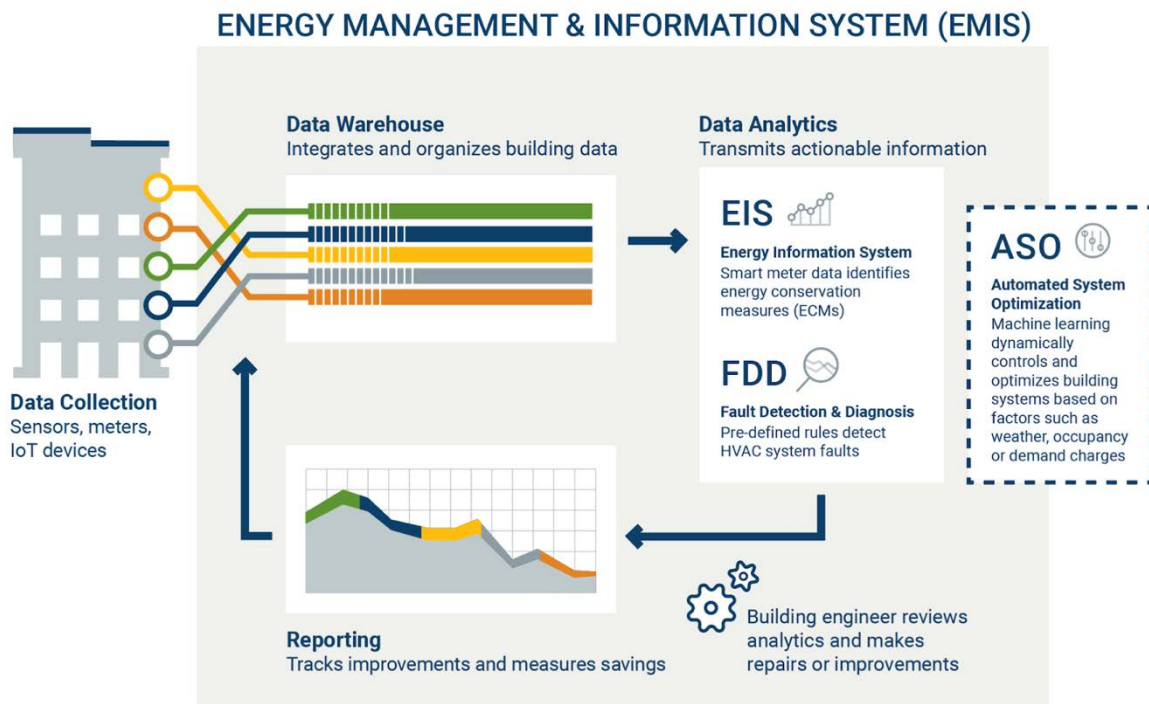 ENERGY MANAGEMENT & INFORMATION SYSTEM (EMIS)
Data Collection
Sensors, meters,
IoT devices
Data Warehouse
Integrates and organizes building data
Data Analytics
Transmits actionable information
EIS
Energy Information System
Smart meter data identifies
energy conservation
measures (ECMs)
FDD
Fault Detection & Diagnosis
Pre-defined rules detect
HVAC system faults
ASO
Automated System
Optimization
Machine learning
dynamically
controls and
optimizes building
systems based on
factors such as
weather, occupancy
or demand charges
Building engineer reviews
analytics and makes
repairs or improvements
Reporting
Tracks improvements and measures savings